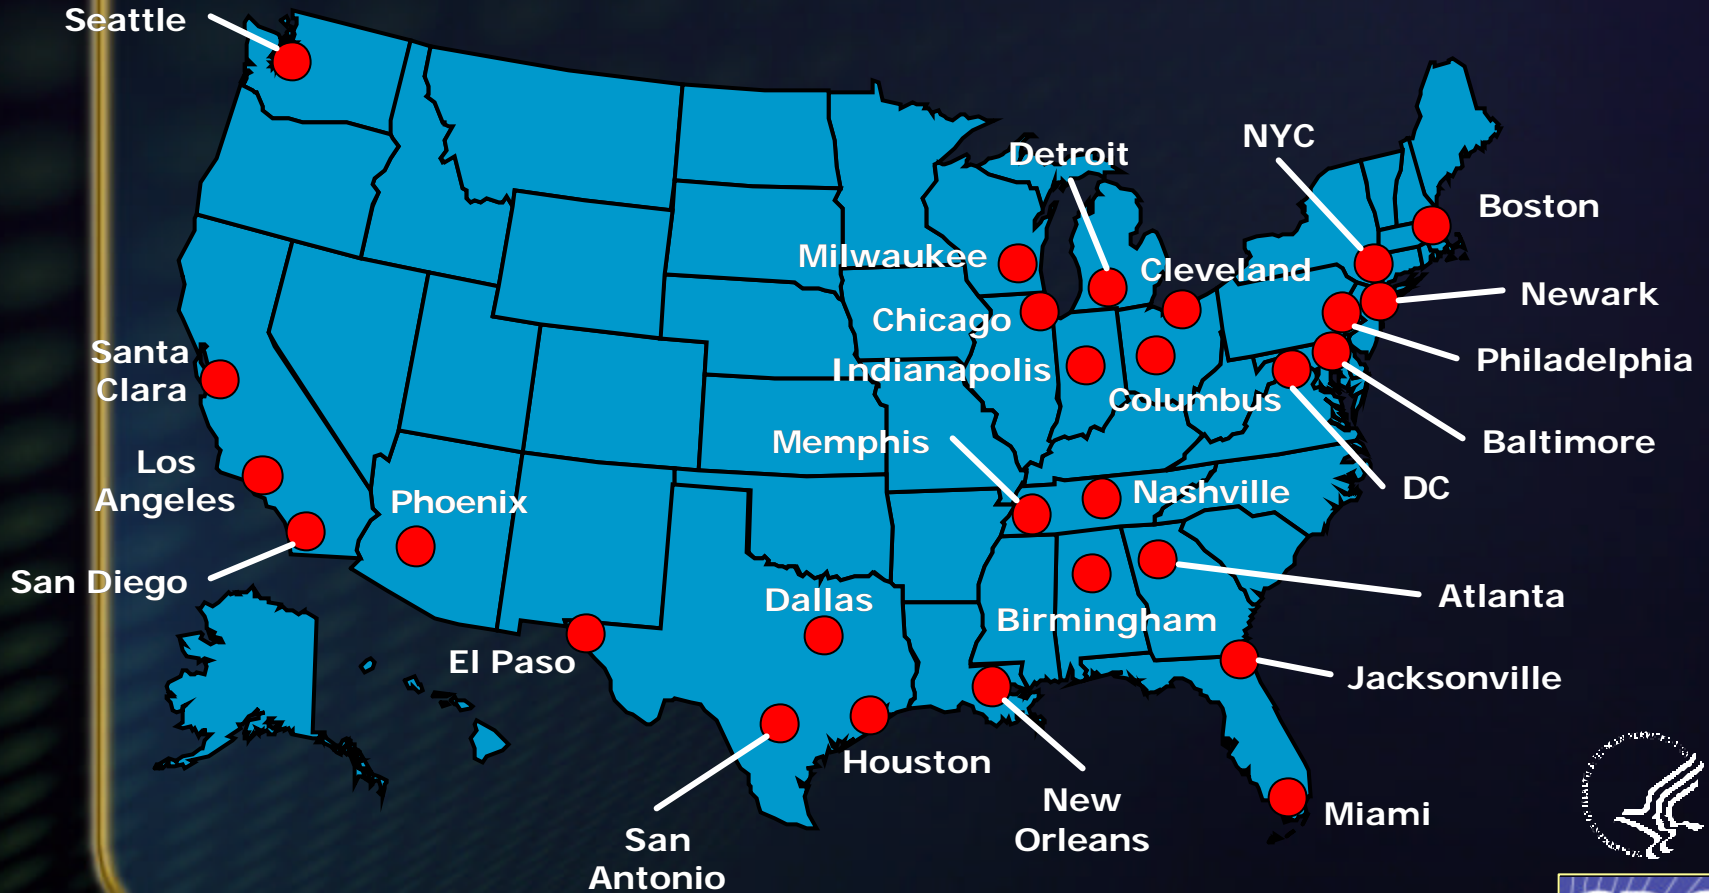 Seattle
NYC
Detroit
Boston
Milwaukee
Cleveland
Newark
Chicago
Santa
Clara
Indianapolis
Philadelphia
Columbus
Memphis
Baltimore
Los
Angeles
DC
Phoenix
Nashville
San Diego
Dallas
Atlanta
Birmingham
El Paso
Jacksonville
Houston
New
Orleans
Miami
San
Antonio